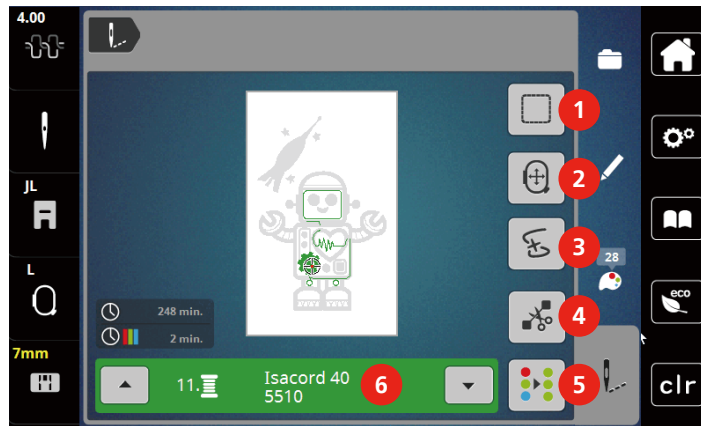 4.00
JL
L
7mm
1
2
3
4
5
6
28
248 min.
2 min.
11.
Isacord 40
5510
eco
clr